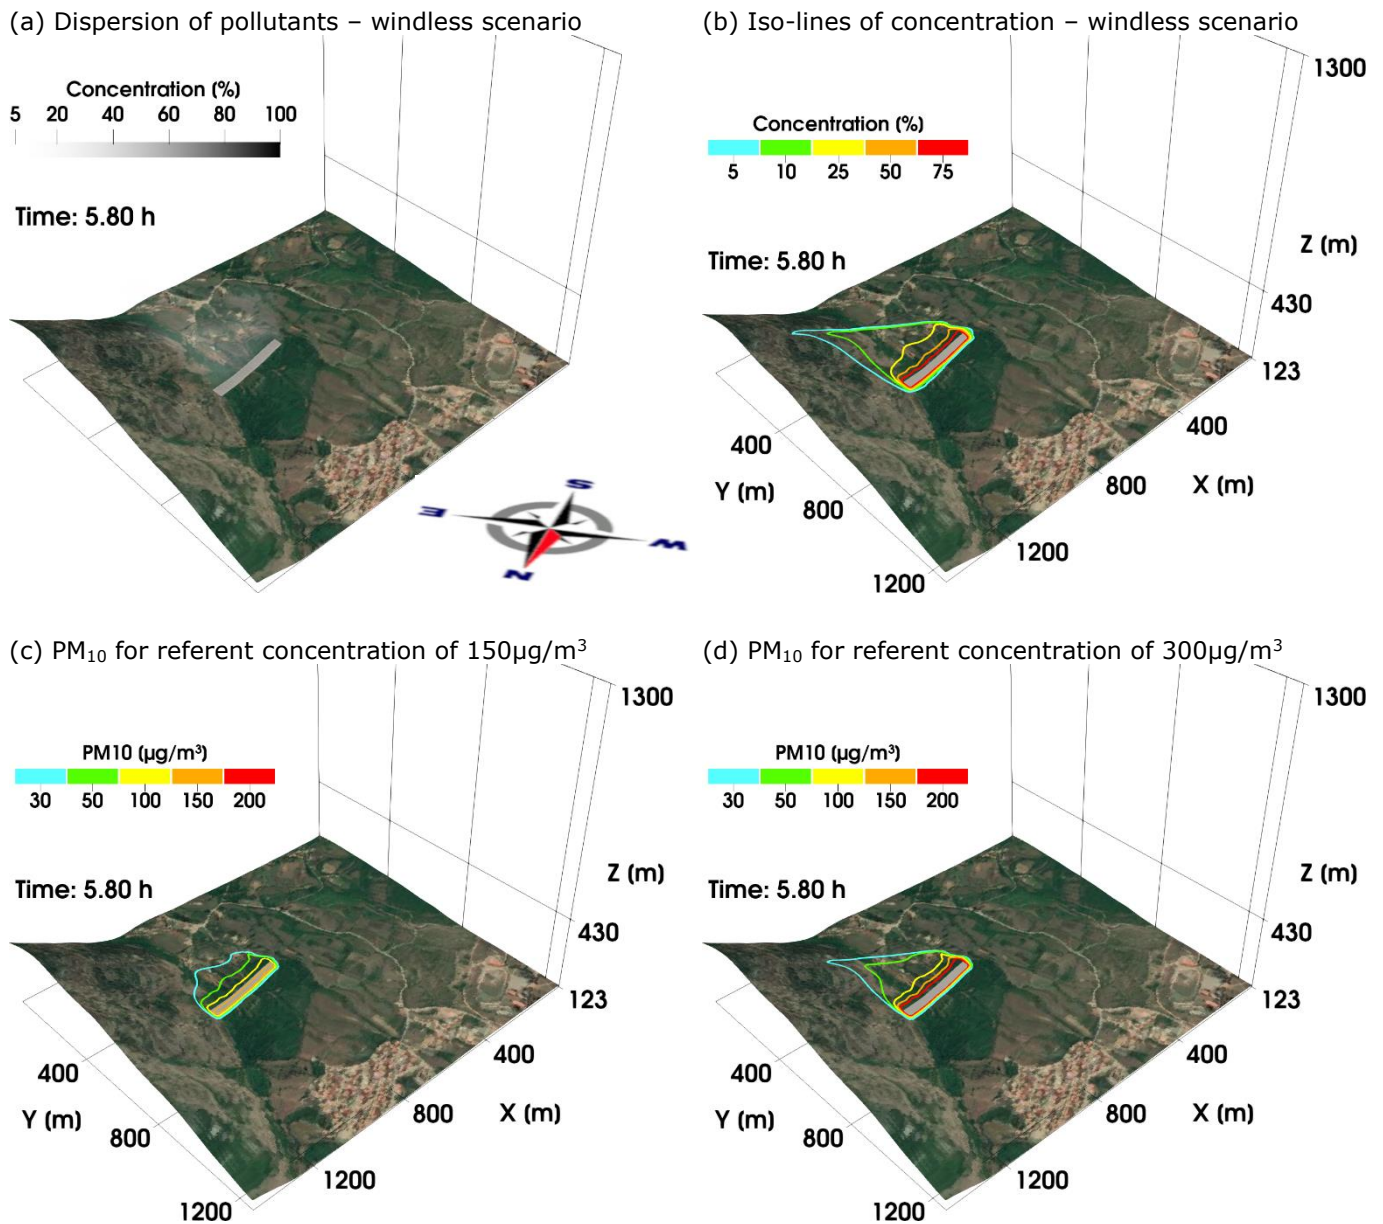 (a) Dispersion of pollutants – windless scenario
Concentration (%)
5 20 40 60 80 100
Time: 5.80 h
S
E
W
N
(b) Iso-lines of concentration – windless scenario
1300
Concentration (%)
5 10 25 50 75
Z (m)
Time: 5.80 h
430
123
400
400
Y (m)
800
X (m)
800
1200
1200
(c) PM₁₀ for referent concentration of 150µg/m³
1300
PM10 (µg/m³)
30 50 100 150 200
Z (m)
Time: 5.80 h
430
123
400
400
Y (m)
800
X (m)
800
1200
1200
(d) PM₁₀ for referent concentration of 300µg/m³
1300
PM10 (µg/m³)
30 50 100 150 200
Z (m)
Time: 5.80 h
430
123
400
400
Y (m)
800
X (m)
800
1200
1200